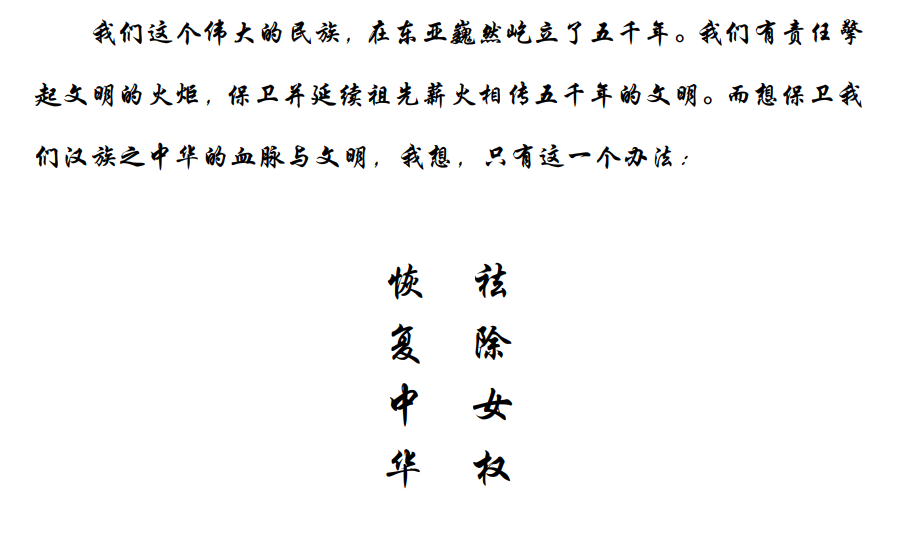 我们这个伟大的民族，在东亚巍然屹立了五千年。我们有责任擎
起文明的火炬，保卫并延续祖先薪火相传五千年的文明。而想保卫我
们汉族之中华的血脉与文明，我想，只有这一个办法：
祛除女权
恢复中华